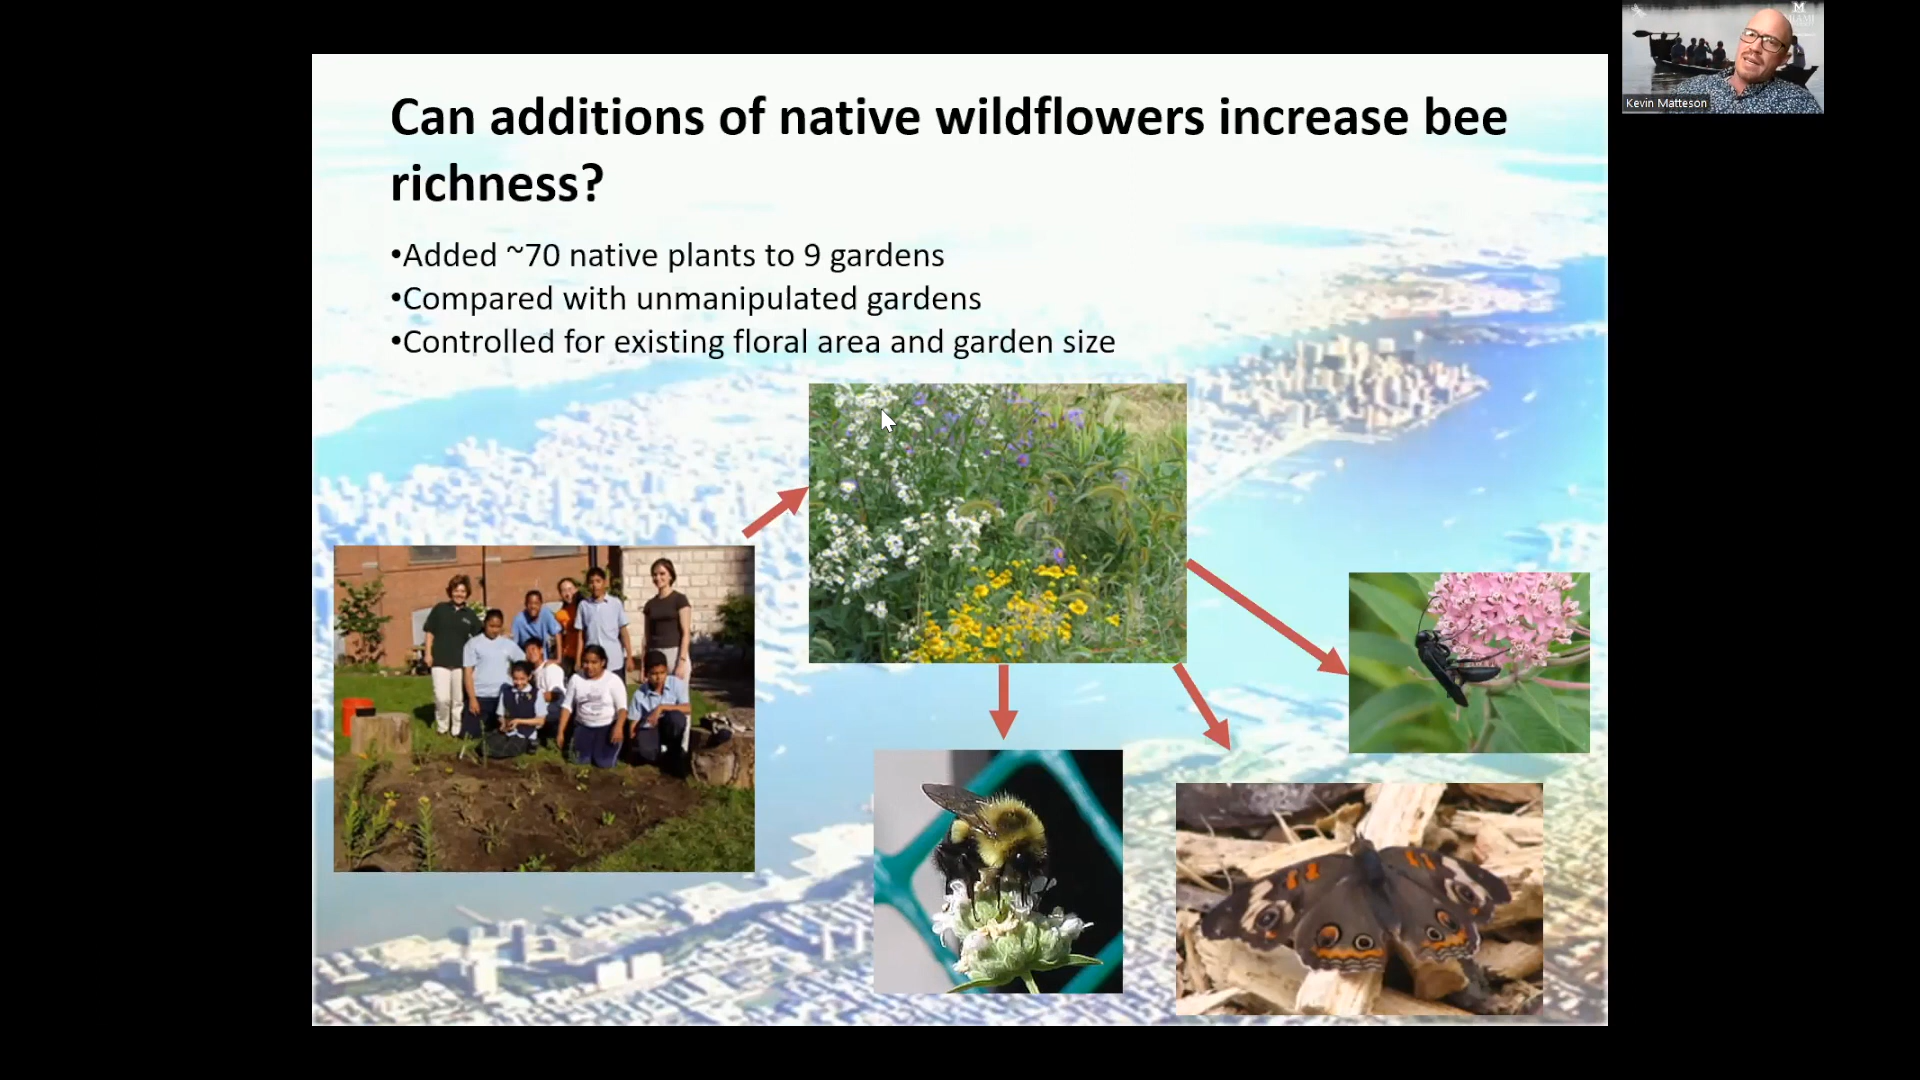 Can additions of native wildflowers increase bee
richness?
•Added ~70 native plants to 9 gardens
•Compared with unmanipulated gardens
•Controlled for existing floral area and garden size
M
Kevin Matteson